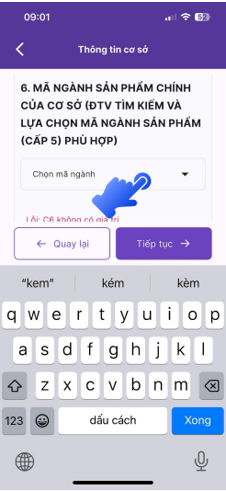 09:01
Thông tin cơ sở
6. MÃ NGÀNH SẢN PHẨM CHÍNH
CỦA CƠ SỞ (ĐTV TÌM KIẾM VÀ
LỰA CHỌN MÃ NGÀNH SẢN PHẨM
(CẤP 5) PHÙ HỢP)
Chọn mã ngành
Lỗi: C6 không có giá trị
← Quay lại
Tiếp tục →
“kem” kém kèm
q w e r t y u i o p
a s d f g h j k l
z x c v b n m
123 dấu cách Xong